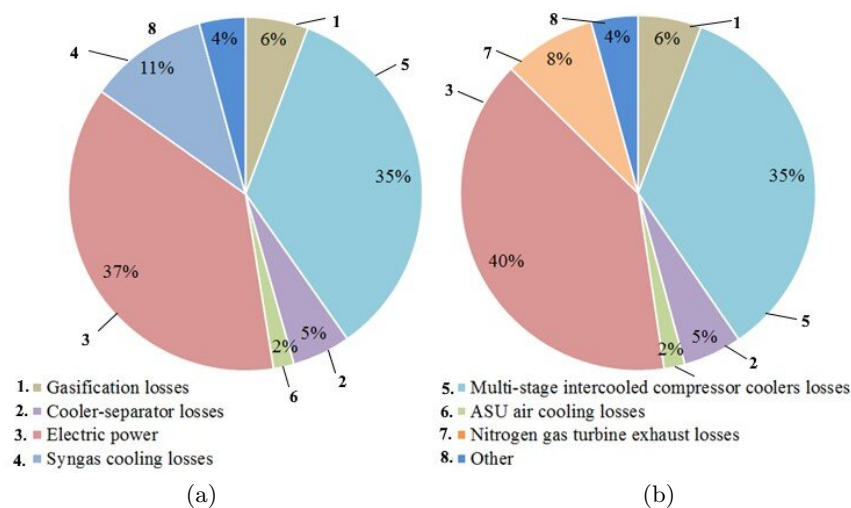 1
8
4
4%
6%
11%
5
35%
37%
3
5%
2%
2
6
1
8
7
4%
6%
8%
3
35%
40%
5
5%
2%
2
1. Gasification losses
2. Cooler-separator losses
3. Electric power
4. Syngas cooling losses
5. Multi-stage intercooled compressor coolers losses
6. ASU air cooling losses
7. Nitrogen gas turbine exhaust losses
8. Other
(a)
(b)